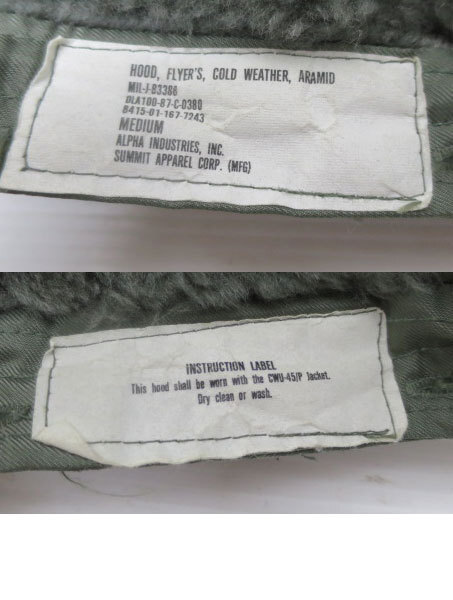 HOOD, FLYER'S, COLD WEATHER, ARAMID
MIL-J-83388
DLA100-87-C-0380
8415-01-167-7243
MEDIUM
ALPHA INDUSTRIES, INC.
SUMMIT APPAREL CORP. (MFG)
INSTRUCTION LABEL
This hood shall be worn with the CWU-45/P Jacket.
Dry clean or wash.